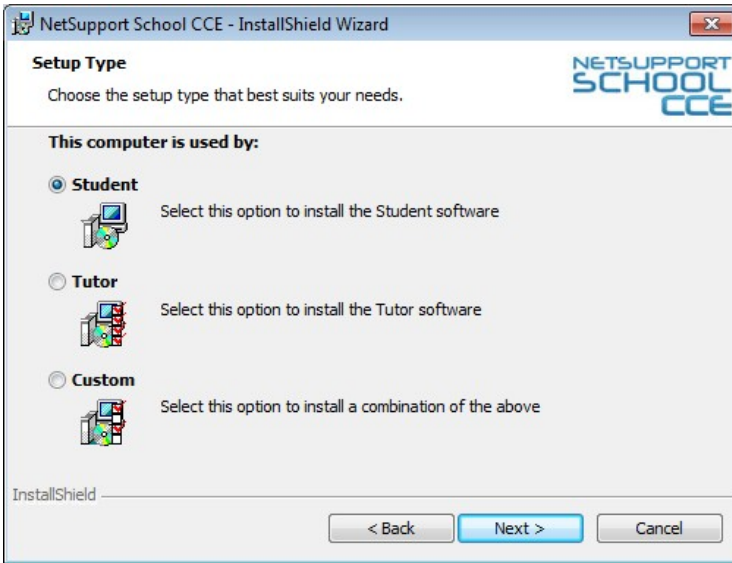 NetSupport School CCE - InstallShield Wizard
Setup Type
Choose the setup type that best suits your needs.
NETSUPPORT
SCHOOL
CCE
This computer is used by:
Student
Select this option to install the Student software
Tutor
Select this option to install the Tutor software
Custom
Select this option to install a combination of the above
InstallShield
< Back
Next >
Cancel